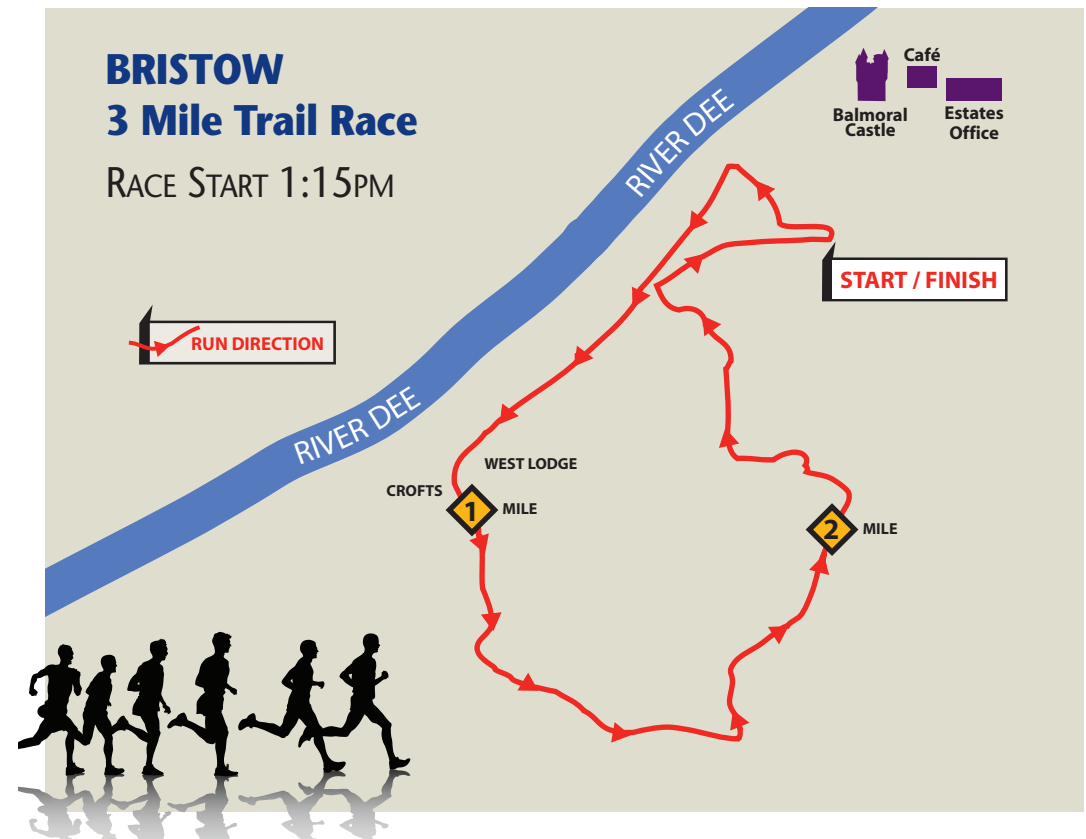 BRISTOW
3 Mile Trail Race
RACE START 1:15PM
RIVER DEE
Café
Balmoral
Castle
Estates
Office
START / FINISH
RUN DIRECTION
RIVER DEE
WEST LODGE
CROFTS
1
MILE
2
MILE